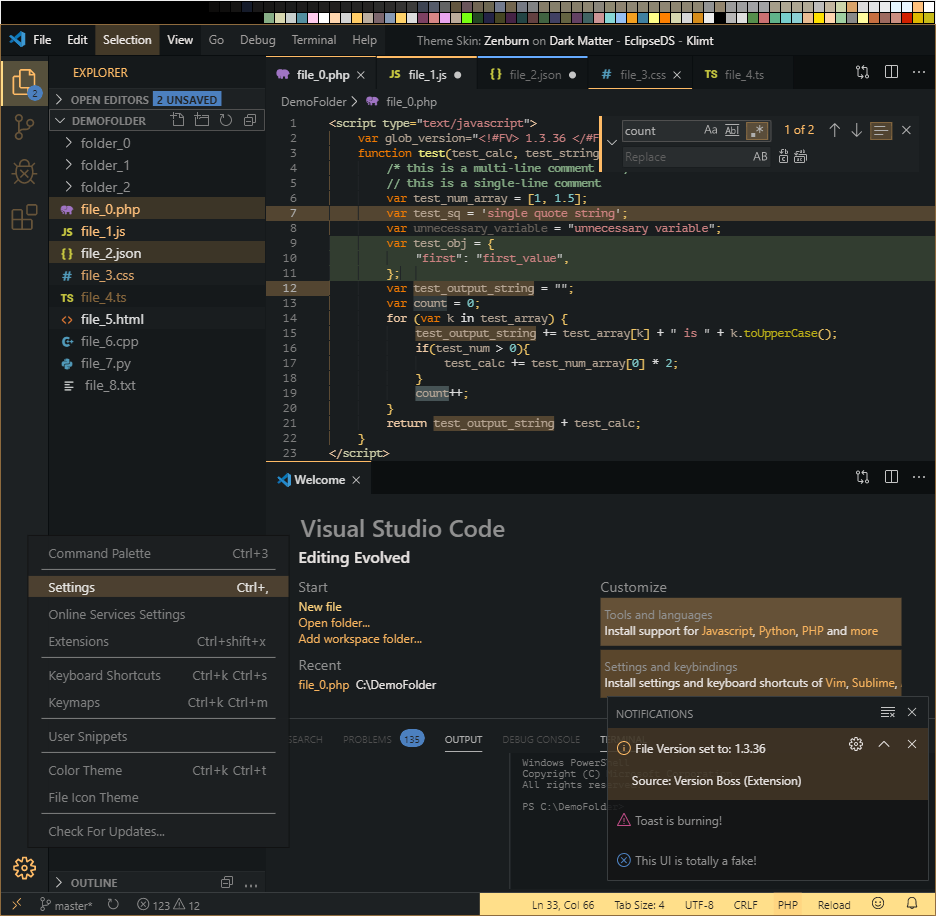 File Edit Selection View Go Debug Terminal Help Theme Skin: Zenburn on Dark Matter - EclipseDS - Klimt
EXPLORER
2
OPEN EDITORS 2 UNSAVED
DEMOFOLDER
folder_0
folder_1
folder_2
file_0.php
file_1.js
file_2.json
file_3.css
file_4.ts
file_5.html
file_6.cpp
file_7.py
file_8.txt
file_0.php JS file_1.js {} file_2.json # file_3.css TS file_4.ts
DemoFolder > file_0.php
count Aa Abl .* 1 of 2
Replace AB
1 <script type="text/javascript">
2 var glob_version="<!#FV> 1.3.36 </#F
3 function test(test_calc, test_string
4 /* this is a multi-line comment
5 // this is a single-line comment
6 var test_num_array = [1, 1.5];
7 var test_sq = 'single quote string';
8 var unnecessary_variable = "unnecessary variable";
9 var test_obj = {
10 "first": "first_value",
11 };
12 var test_output_string = "";
13 var count = 0;
14 for (var k in test_array) {
15 test_output_string += test_array[k] + " is " + k.toUpperCase();
16 if(test_num > 0){
17 test_calc += test_num_array[0] * 2;
18 }
19 count++;
20 }
21 return test_output_string + test_calc;
22 }
23 </script>
Welcome
Visual Studio Code
Editing Evolved
Start
New file
Open folder...
Add workspace folder...
Recent
file_0.php C:\DemoFolder
Customize
Tools and languages
Install support for Javascript, Python, PHP and more
Settings and keybindings
Install settings and keyboard shortcuts of Vim, Sublime,
Command Palette Ctrl+3
Settings Ctrl+,
Online Services Settings
Extensions Ctrl+shift+x
Keyboard Shortcuts Ctrl+k Ctrl+s
Keymaps Ctrl+k Ctrl+m
User Snippets
Color Theme Ctrl+k Ctrl+t
File Icon Theme
Check For Updates...
SEARCH PROBLEMS 135 OUTPUT DEBUG CONSOLE TERMINAL
Windows PowerShell
Copyright (C)
All rights reserved
PS C:\DemoFolder>
NOTIFICATIONS
File Version set to: 1.3.36
Source: Version Boss (Extension)
Toast is burning!
This UI is totally a fake!
OUTLINE
master* 123 12 Ln 33, Col 66 Tab Size: 4 UTF-8 CRLF PHP Reload